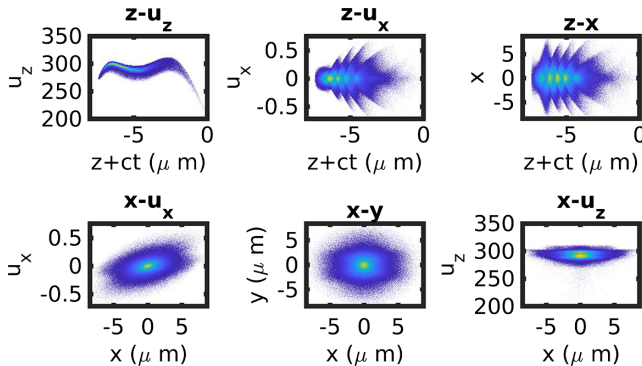 z-u_z
z-u_x
z-x
350
300
250
200
u_z
-5
0
z+ct (μ m)
0.5
0
-0.5
u_x
-5
0
z+ct (μ m)
5
0
-5
x
-5
0
z+ct (μ m)
x-u_x
x-y
x-u_z
0.5
0
-0.5
u_x
-5
0
5
x (μ m)
5
0
-5
y (μ m)
-5
0
5
x (μ m)
350
300
250
200
u_z
-5
0
5
x (μ m)